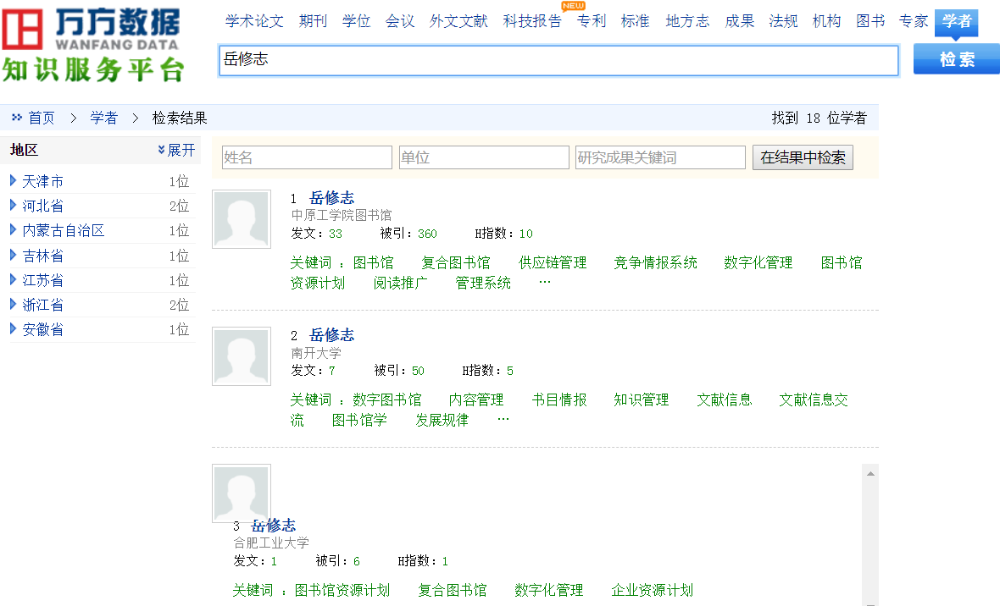 万方数据
WANFANG DATA
知识服务平台
学术论文 期刊 学位 会议 外文文献 科技报告 NEW 专利 标准 地方志 成果 法规 机构 图书 专家 学者
岳修志 检索
首页 > 学者 > 检索结果 找到 18 位学者
地区 展开
天津市 1位
河北省 2位
内蒙古自治区 1位
吉林省 1位
江苏省 1位
浙江省 2位
安徽省 1位
姓名 单位 研究成果关键词 在结果中检索
1 岳修志
中原工学院图书馆
发文：33 被引：360 H指数：10
关键词 ：图书馆 复合图书馆 供应链管理 竞争情报系统 数字化管理 图书馆
资源计划 阅读推广 管理系统 …
2 岳修志
南开大学
发文：7 被引：50 H指数：5
关键词 ：数字图书馆 内容管理 书目情报 知识管理 文献信息 文献信息交
流 图书馆学 发展规律 …
3 岳修志
合肥工业大学
发文：1 被引：6 H指数：1
关键词 ：图书馆资源计划 复合图书馆 数字化管理 企业资源计划